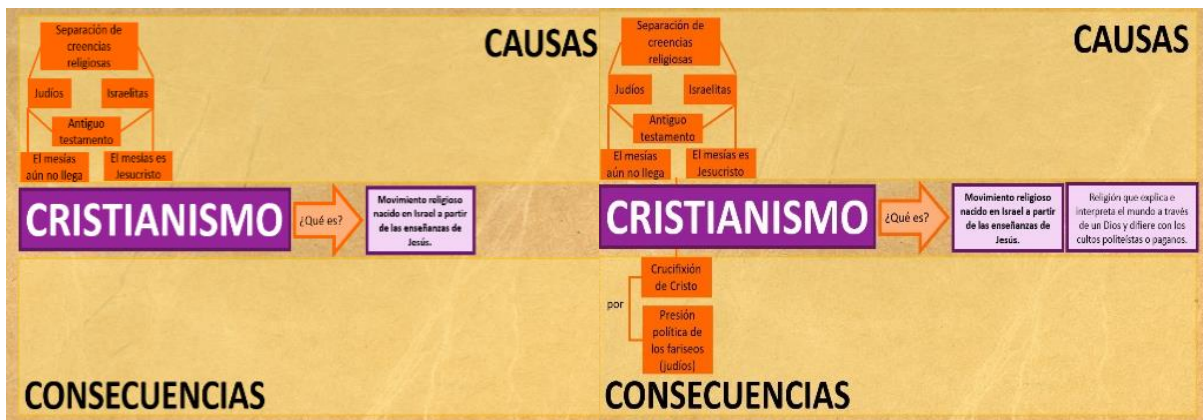 CAUSAS
Separación de
creencias
religiosas
Judíos
Israelitas
Antiguo
testamento
El mesías
aún no llega
El mesías es
Jesucristo
CRISTIANISMO
¿Qué es?
Movimiento religioso
nacido en Israel a partir
de las enseñanzas de
Jesús.
CONSECUENCIAS
CAUSAS
Separación de
creencias
religiosas
Judíos
Israelitas
Antiguo
testamento
El mesías
aún no llega
El mesías es
Jesucristo
CRISTIANISMO
¿Qué es?
Movimiento religioso
nacido en Israel a partir
de las enseñanzas de
Jesús.
Religión que explica e
interpreta el mundo a través
de un Dios y difiere con los
cultos politeístas o paganos.
Crucifixión
de Cristo
por
Presión
política de
los fariseos
(judíos)
CONSECUENCIAS